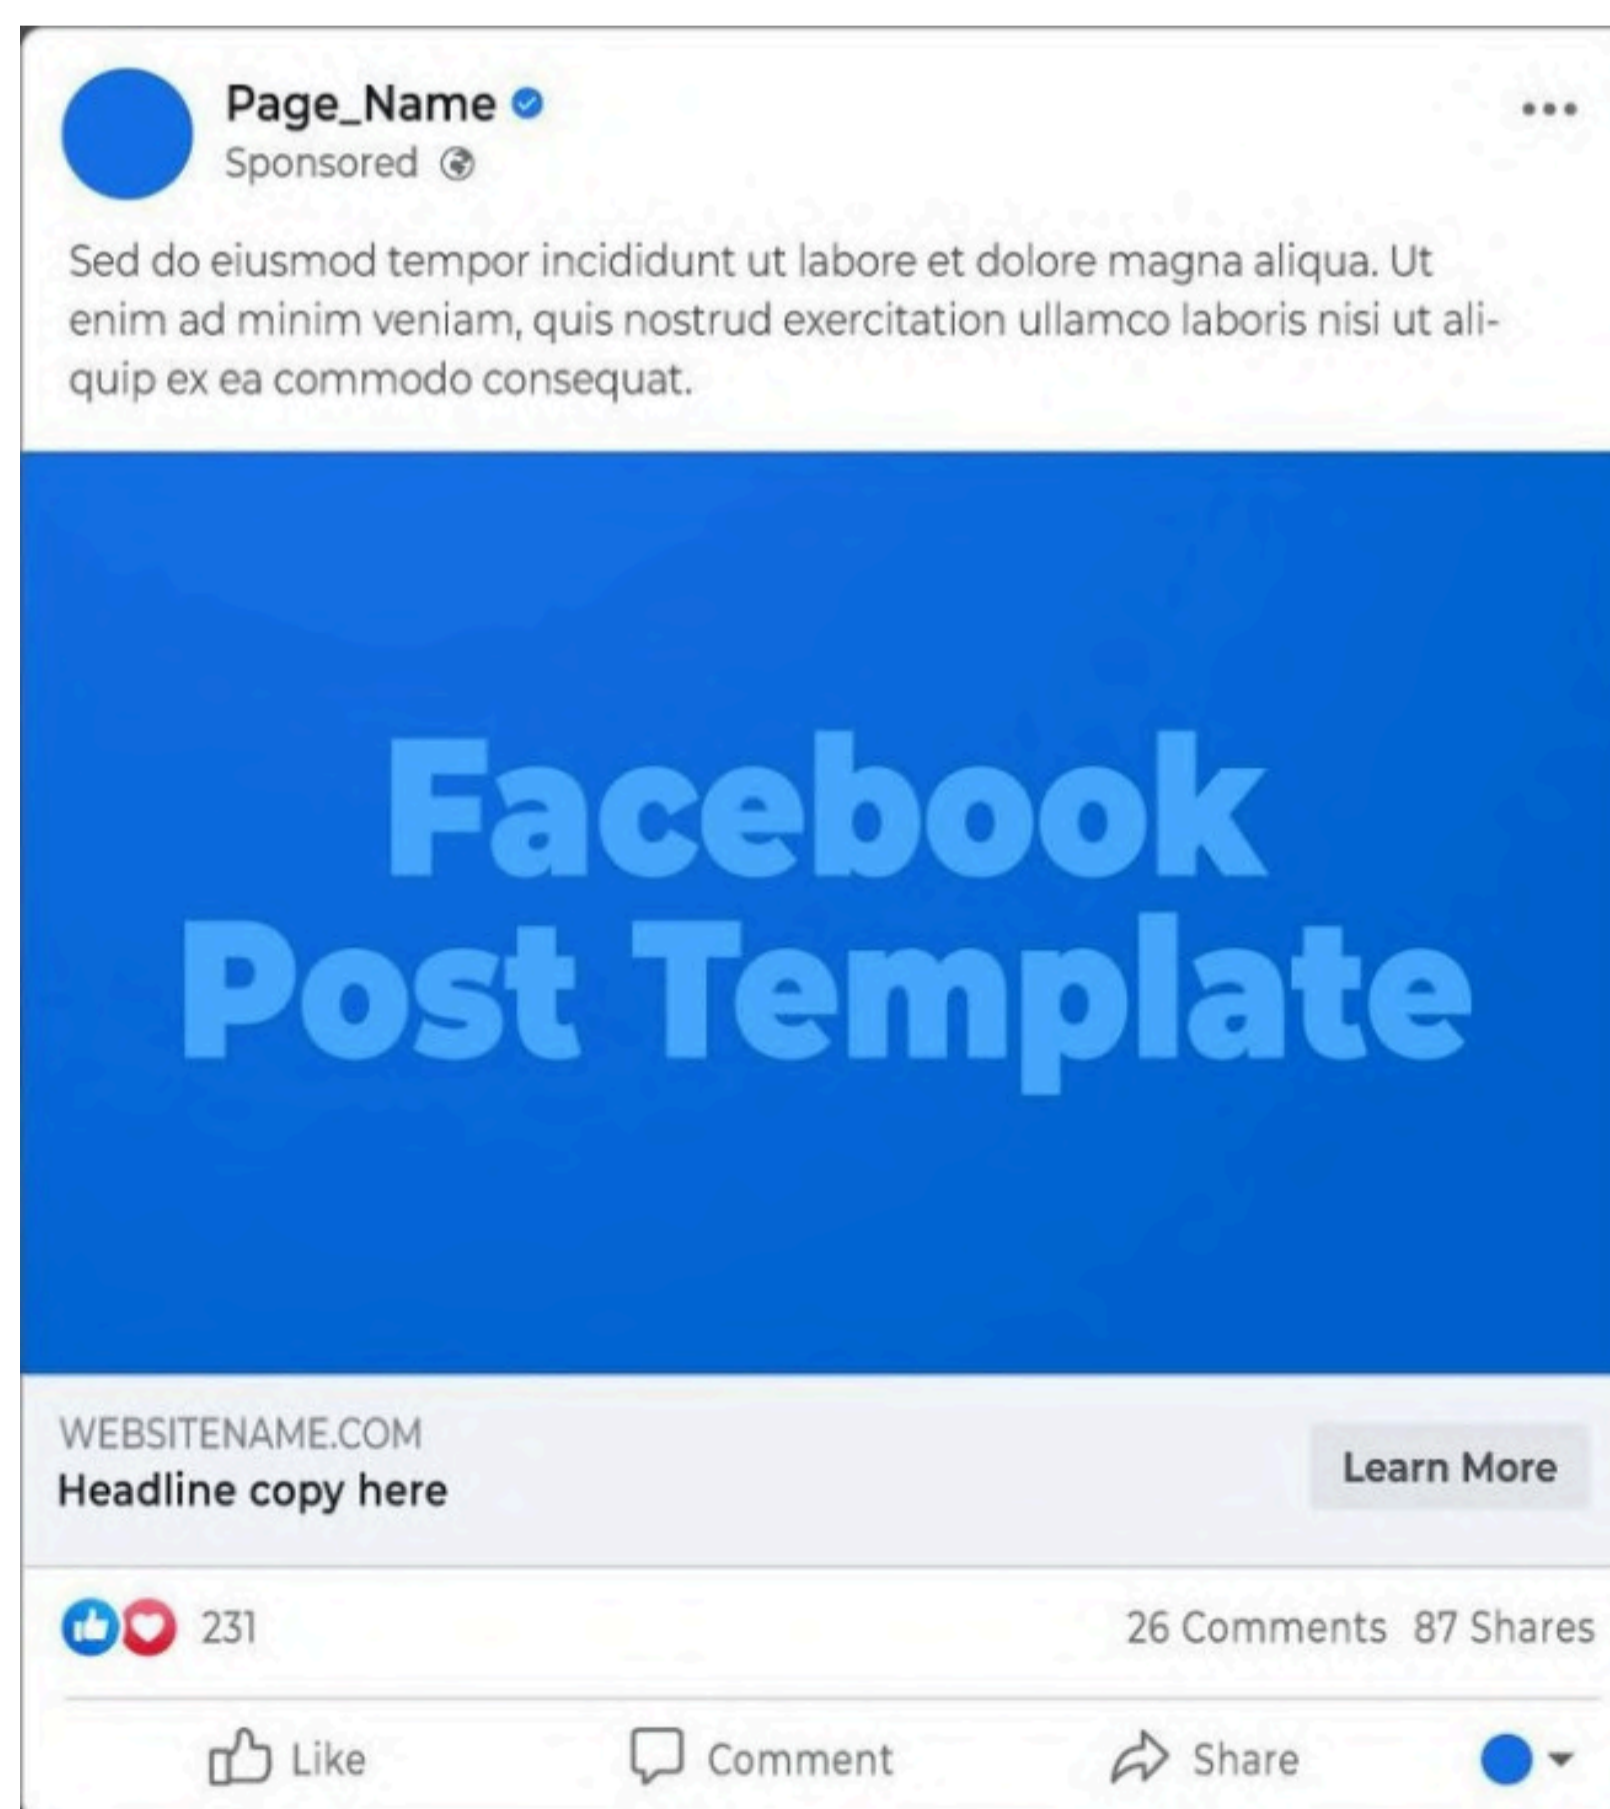 Page_Name
Sponsored
Sed do eiusmod tempor incididunt ut labore et dolore magna aliqua. Ut
enim ad minim veniam, quis nostrud exercitation ullamco laboris nisi ut ali-
quip ex ea commodo consequat.
Facebook
Post Template
WEBSITENAME.COM
Headline copy here
Learn More
231
26 Comments 87 Shares
Like
Comment
Share